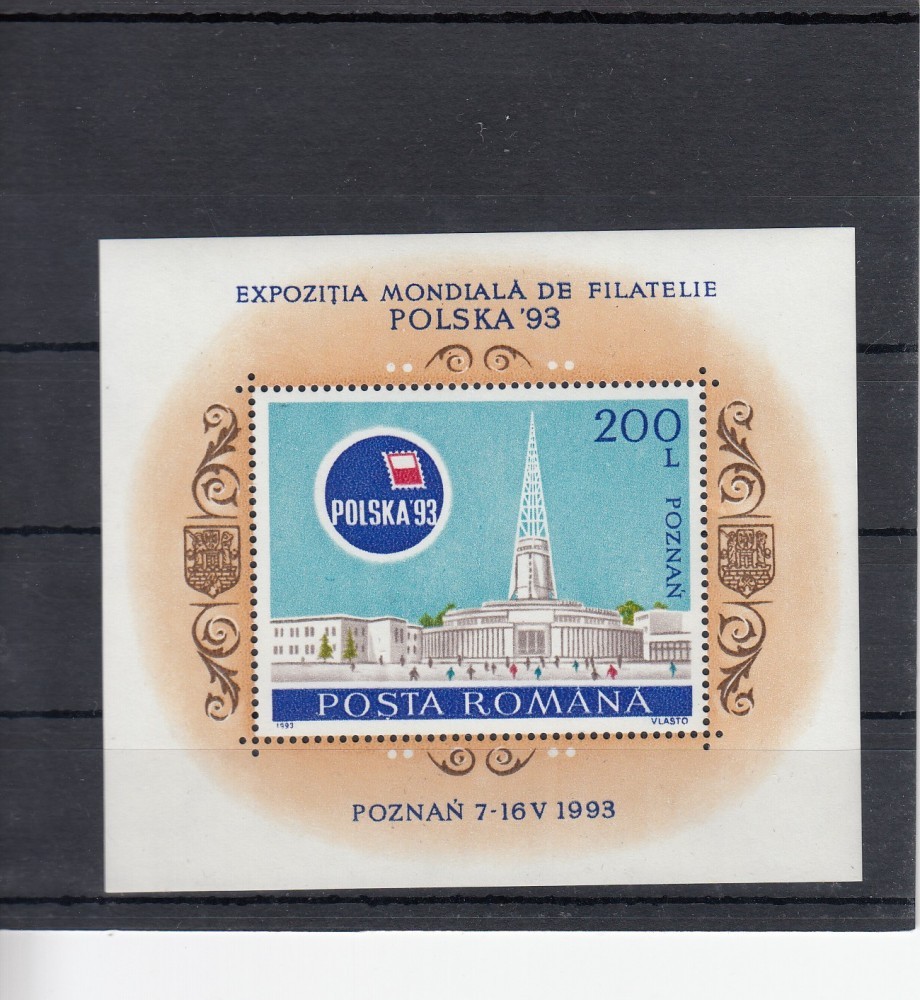 EXPOZIȚIA MONDIALĂ DE FILATELIE
POLSKA '93
200
L
POZNAŃ
POLSKA'93
POȘTA ROMÂNĂ
1993
VLASTO
POZNAŃ 7-16 V 1993